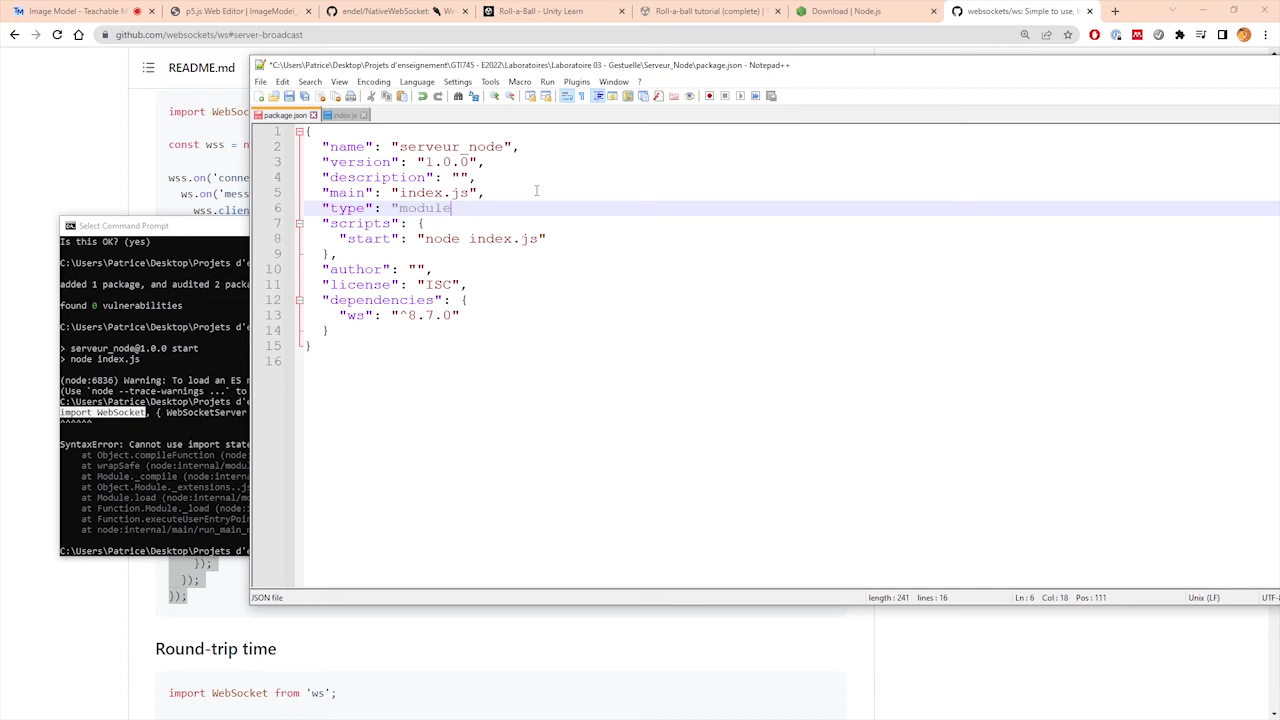 Image Model - Teachable M
p5.js Web Editor | ImageModel_
endel/NativeWebSocket:
Roll-a-Ball - Unity Learn
Roll-a-ball tutorial (complete) |
Download | Node.js
websockets/ws: Simple to use, b
github.com/websockets/ws#server-broadcast
README.md
import WebSoc
const wss = n
wss.on('conne
ws.on('messa
wss.clien
*C:\Users\Patrice\Desktop\Projets d'enseignement\GTI745 - E2022\Laboratoires\Laboratoire 03 - Gestuelle\Serveur_Node\package.json - Notepad++
File Edit Search View Encoding Language Settings Tools Macro Run Plugins Window ?
package.json index.js
1 {
2 "name": "serveur_node",
3 "version": "1.0.0",
4 "description": "",
5 "main": "index.js",
6 "type": "module
7 "scripts": {
8 "start": "node index.js"
9 },
10 "author": "",
11 "license": "ISC",
12 "dependencies": {
13 "ws": "^8.7.0"
14 }
15 }
16
JSON file length : 241 lines : 16 Ln : 6 Col : 18 Pos : 111 Unix (LF) UTF-8
Select Command Prompt
Is this OK? (yes)
C:\Users\Patrice\Desktop\Projets d'e
added 1 package, and audited 2 packa
found 0 vulnerabilities
C:\Users\Patrice\Desktop\Projets d'e
> serveur_node@1.0.0 start
> node index.js
(node:6836) Warning: To load an ES m
(Use `node --trace-warnings ...` to
C:\Users\Patrice\Desktop\Projets d'e
import WebSocket, { WebSocketServer
^^^^^^
SyntaxError: Cannot use import state
at Object.compileFunction (node:
at wrapSafe (node:internal/modul
at Module._compile (node:interna
at Object.Module._extensions..js
at Module.load (node:internal/mo
at Function.Module._load (node:i
at Function.executeUserEntryPoin
at node:internal/main/run_main_m
C:\Users\Patrice\Desktop\Projets d'e
});
});
});
Round-trip time
import WebSocket from 'ws';